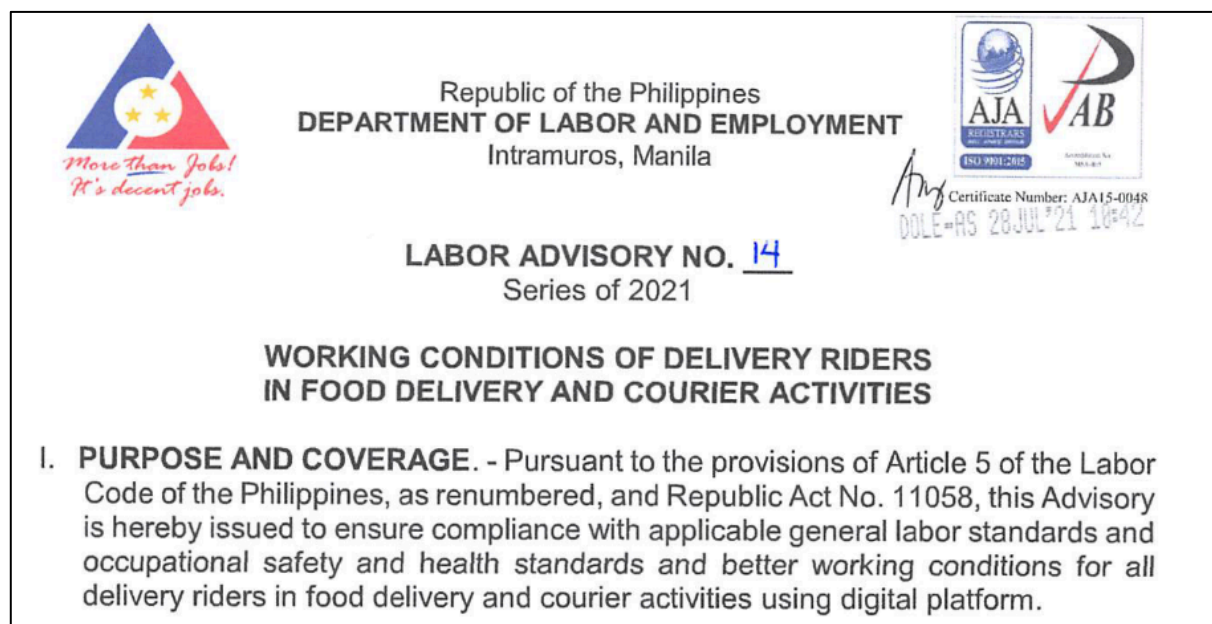 More than Jobs!
It's decent jobs.
Republic of the Philippines
DEPARTMENT OF LABOR AND EMPLOYMENT
Intramuros, Manila
AJA
REGISTRARS
ISO 9001:2015
PAB
Certificate Number: AJA15-0048
DOLE-AS 28JUL'21 10:42
LABOR ADVISORY NO. 14
Series of 2021
WORKING CONDITIONS OF DELIVERY RIDERS
IN FOOD DELIVERY AND COURIER ACTIVITIES
I. PURPOSE AND COVERAGE. - Pursuant to the provisions of Article 5 of the Labor
Code of the Philippines, as renumbered, and Republic Act No. 11058, this Advisory
is hereby issued to ensure compliance with applicable general labor standards and
occupational safety and health standards and better working conditions for all
delivery riders in food delivery and courier activities using digital platform.